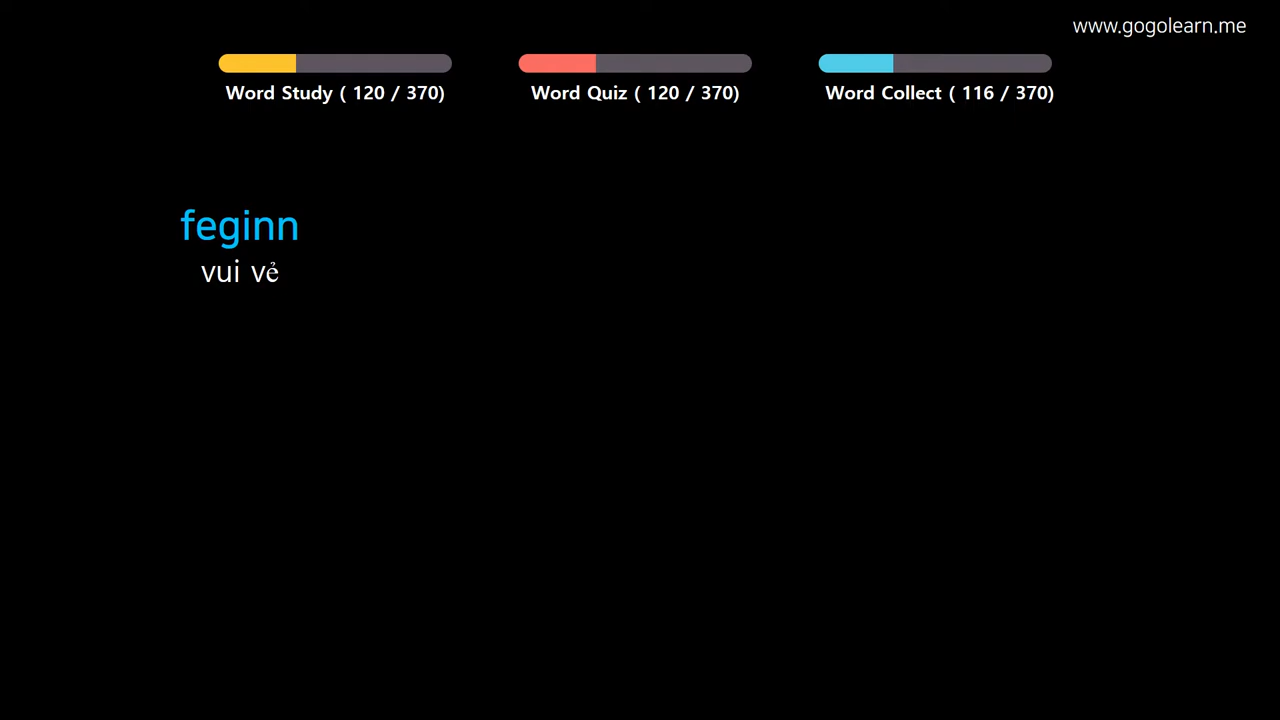 www.gogolearn.me
Word Study ( 120 / 370)
Word Quiz ( 120 / 370)
Word Collect ( 116 / 370)
feginn
vui vẻ